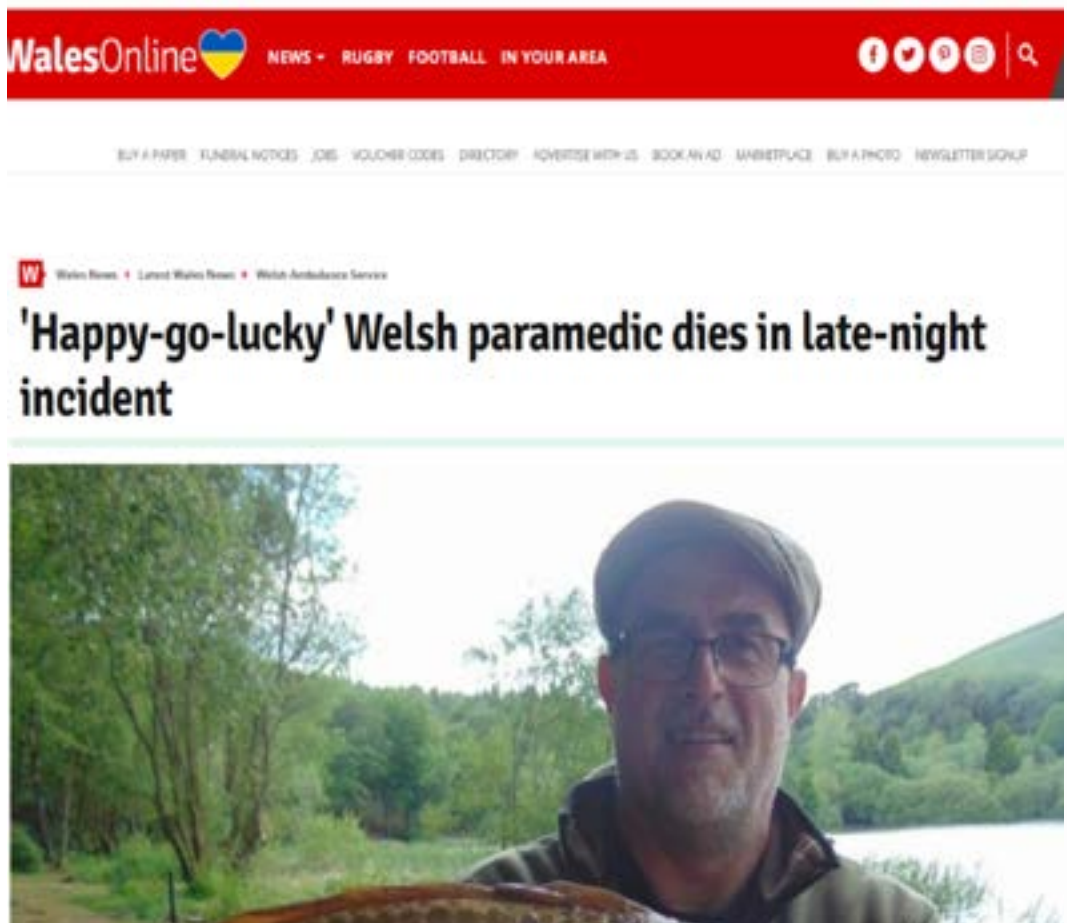 WalesOnline
NEWS RUGBY FOOTBALL IN YOUR AREA
BUY A PAPER FUNERAL NOTICES JOBS VOUCHER CODES DIRECTORY ADVERTISE WITH US BOOK AN AD MARKETPLACE BUY A PHOTO NEWSLETTER SIGNUP
W Wales News Latest Wales News Welsh Ambulance Service
'Happy-go-lucky' Welsh paramedic dies in late-night
incident